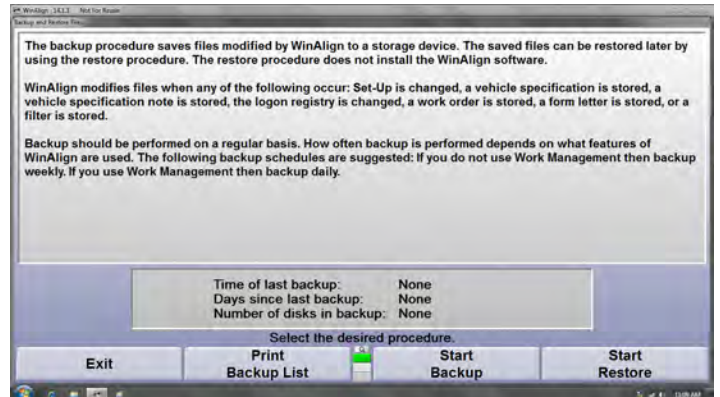 WinAlign - 14.1.3   Not For Resale
Backup and Restore Files
The backup procedure saves files modified by WinAlign to a storage device. The saved files can be restored later by
using the restore procedure. The restore procedure does not install the WinAlign software.
WinAlign modifies files when any of the following occur: Set-Up is changed, a vehicle specification is stored, a
vehicle specification note is stored, the logon registry is changed, a work order is stored, a form letter is stored, or a
filter is stored.
Backup should be performed on a regular basis. How often backup is performed depends on what features of
WinAlign are used. The following backup schedules are suggested: If you do not use Work Management then backup
weekly. If you use Work Management then backup daily.
Time of last backup: None
Days since last backup: None
Number of disks in backup: None
Select the desired procedure.
Exit
Print
Backup List
Start
Backup
Start
Restore